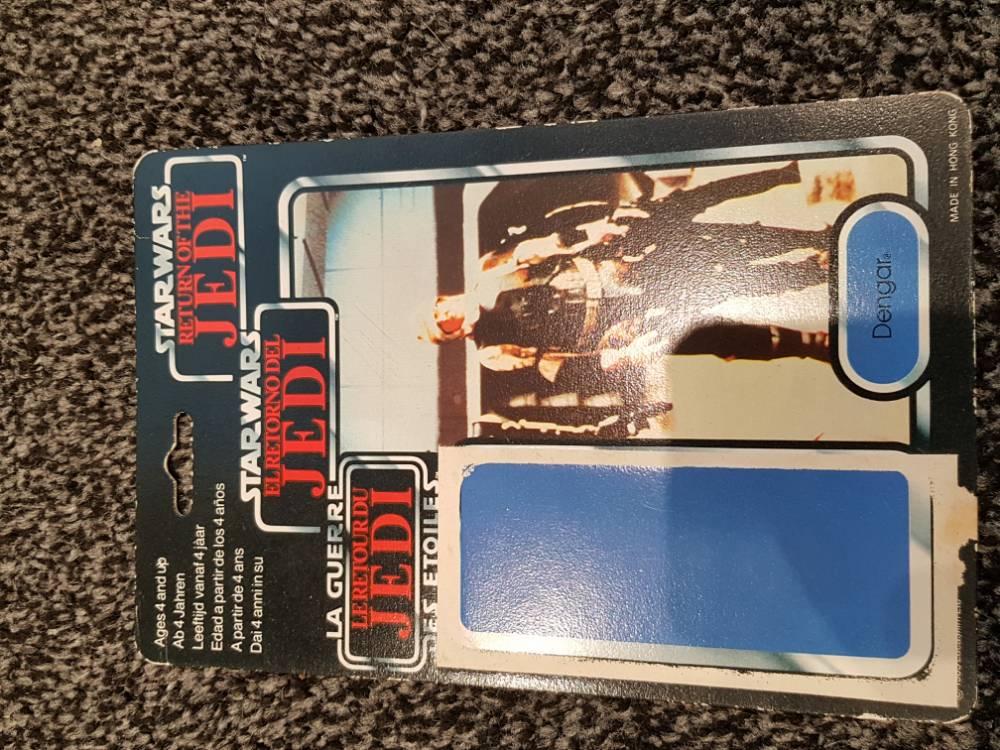 Ages 4 and up
Ab 4 Jahren
Leeftijd vanaf 4 jaar
Edad a partir de los 4 años
A partir de 4 ans
Dai 4 anni in su
STAR WARS
RETURN OF THE
JEDI
™
STAR WARS
EL RETORNO DEL
JEDI
LA GUERRE
LE RETOUR DU
JEDI
DES ETOILES
Dengar®
MADE IN HONG KONG